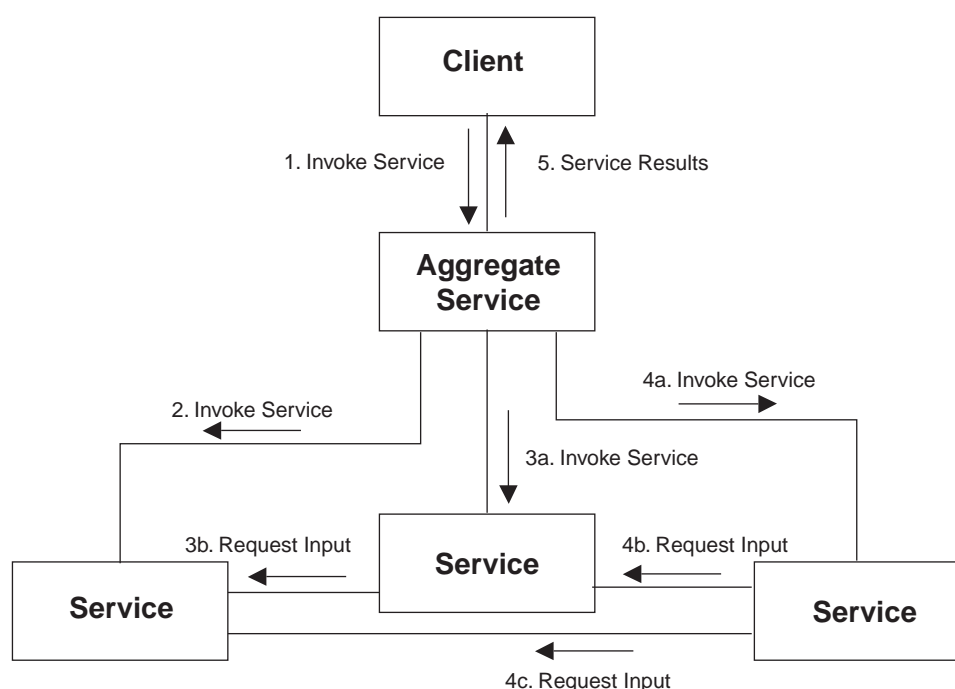 Client
1. Invoke Service
5. Service Results
Aggregate
Service
4a. Invoke Service
2. Invoke Service
3a. Invoke Service
3b. Request Input
Service
4b. Request Input
Service
Service
4c. Request Input